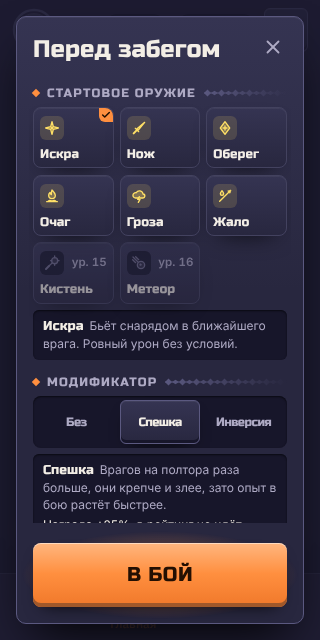 Перед забегом
СТАРТОВОЕ ОРУЖИЕ
Искра
Нож
Оберег
Очаг
Гроза
Жало
ур. 15
Кистень
ур. 16
Метеор
Искра Бьёт снарядом в ближайшего
врага. Ровный урон без условий.
МОДИФИКАТОР
Без
Спешка
Инверсия
Спешка Врагов на полтора раза
больше, они крепче и злее, зато опыт в
бою растёт быстрее.
В БОЙ